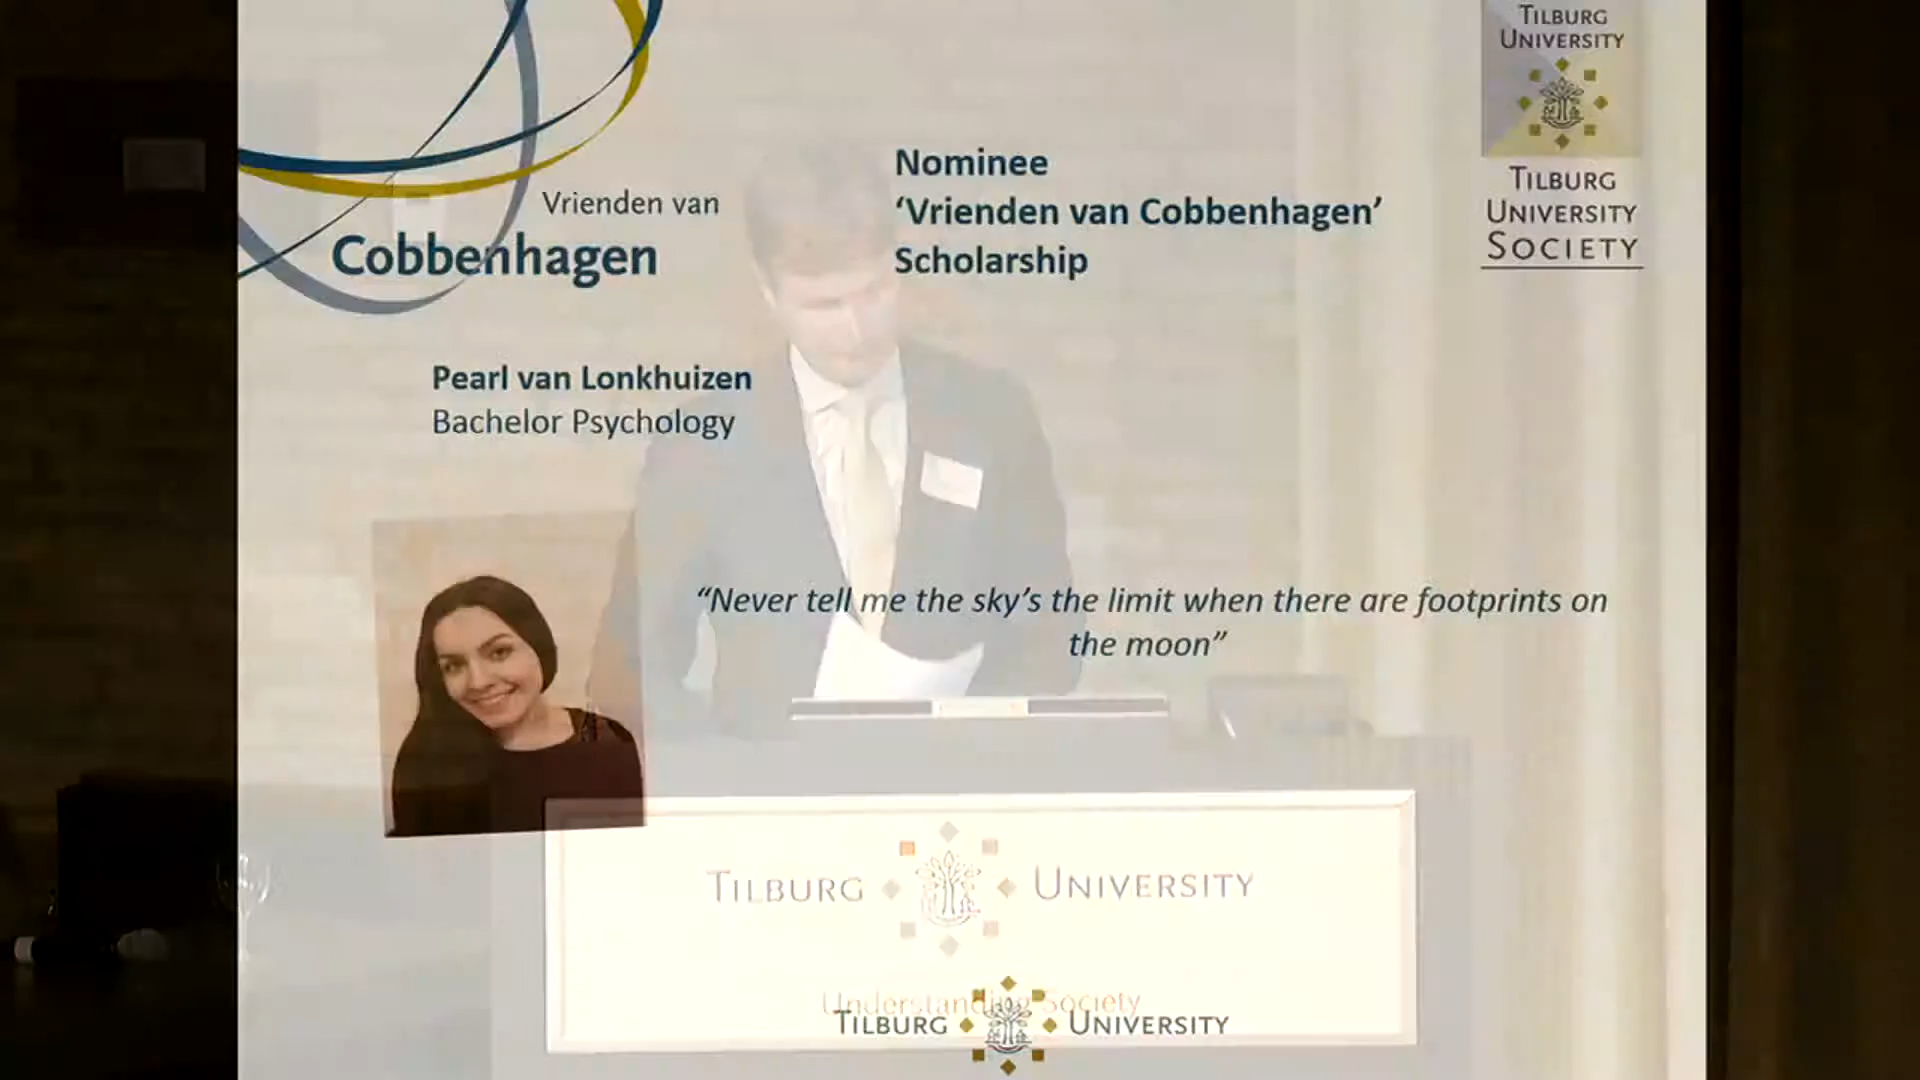 TILBURG
UNIVERSITY
TILBURG
UNIVERSITY
SOCIETY
Vrienden van
Cobbenhagen
Nominee
‘Vrienden van Cobbenhagen’
Scholarship
Pearl van Lonkhuizen
Bachelor Psychology
“Never tell me the sky’s the limit when there are footprints on
the moon”
TILBURG UNIVERSITY
Understanding Society
TILBURG UNIVERSITY